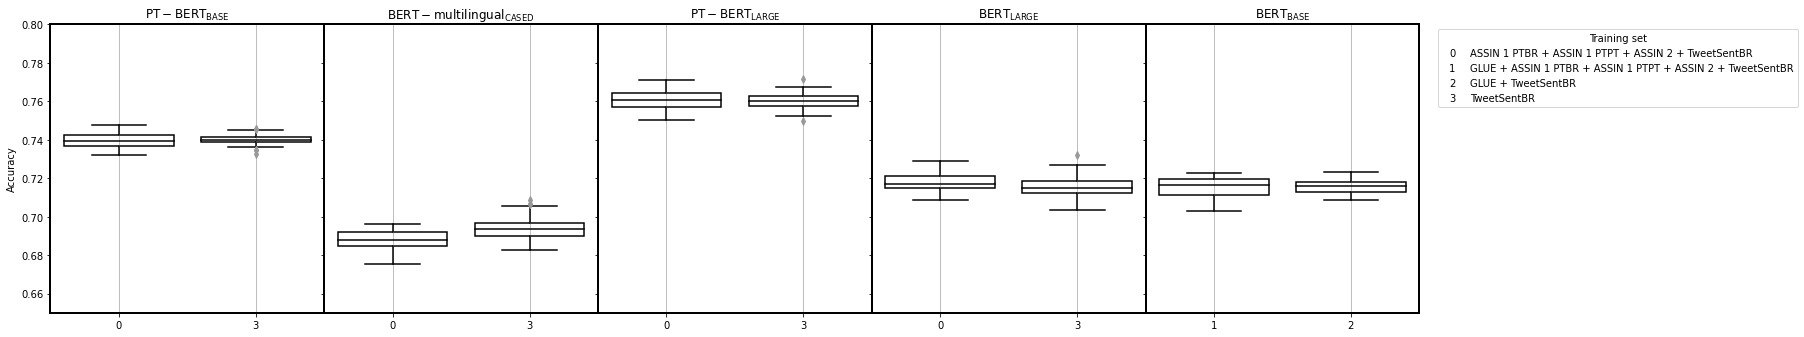 PT − BERT_BASE
BERT − multilingual_CASED
PT − BERT_LARGE
BERT_LARGE
BERT_BASE
Accuracy
0.80
0.78
0.76
0.74
0.72
0.70
0.68
0.66
0 3
0 3
0 3
0 3
1 2
Training set
0 ASSIN 1 PTBR + ASSIN 1 PTPT + ASSIN 2 + TweetSentBR
1 GLUE + ASSIN 1 PTBR + ASSIN 1 PTPT + ASSIN 2 + TweetSentBR
2 GLUE + TweetSentBR
3 TweetSentBR